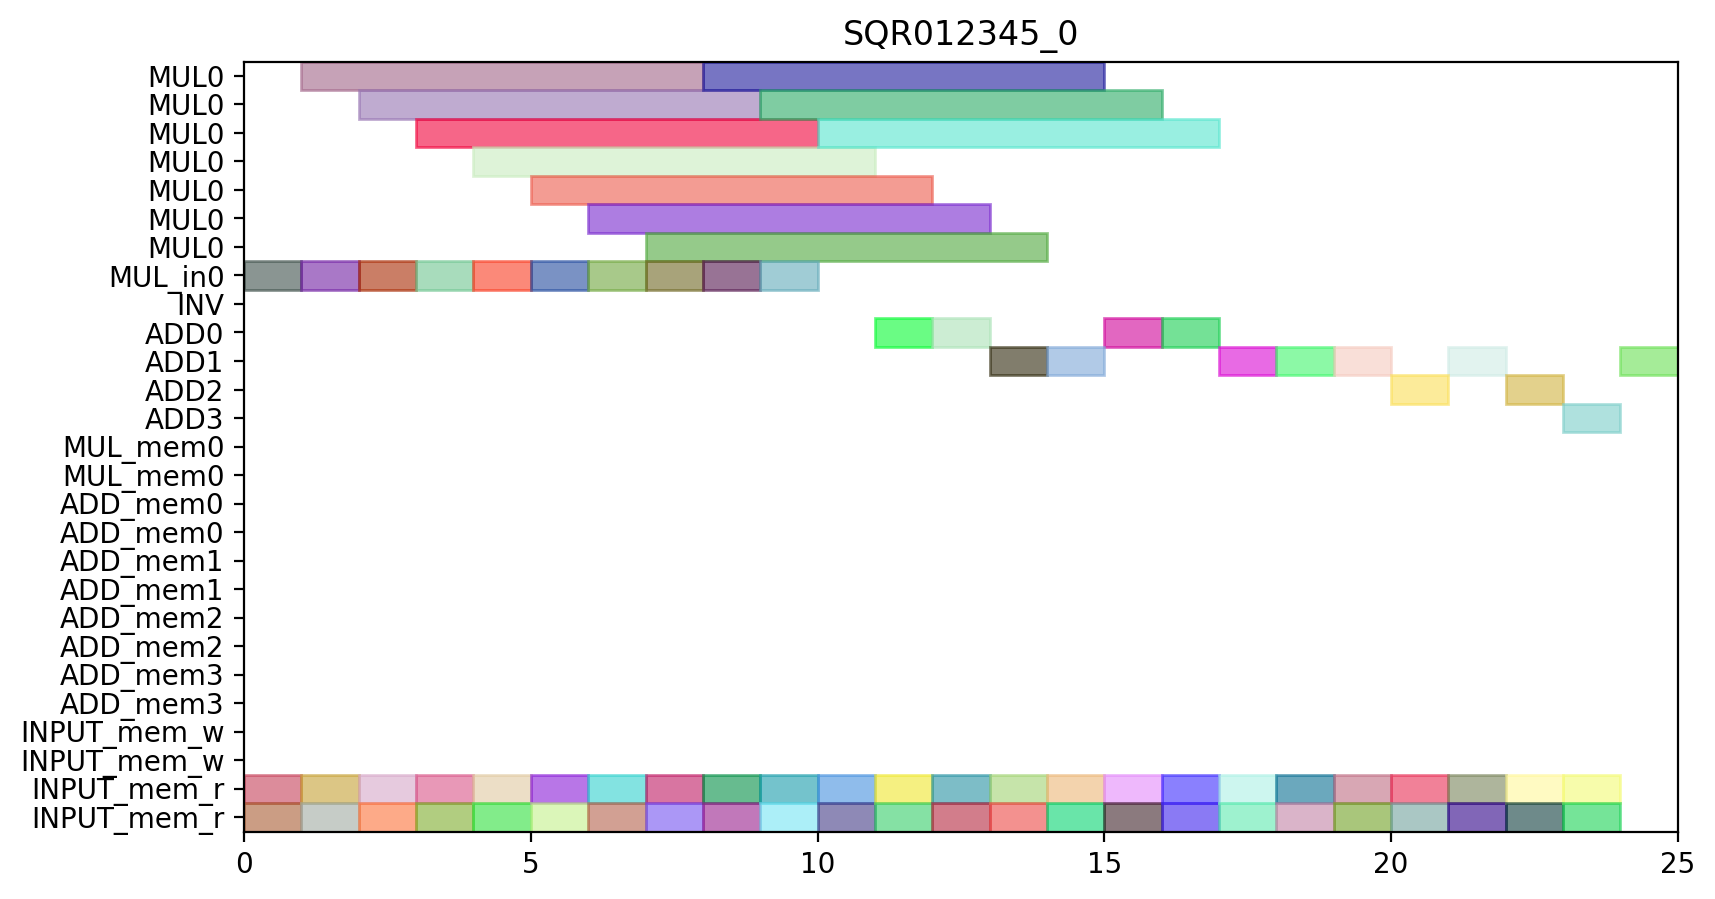 SQR012345_0
MUL0
MUL0
MUL0
MUL0
MUL0
MUL0
MUL0
MUL_in0
INV
ADD0
ADD1
ADD2
ADD3
MUL_mem0
MUL_mem0
ADD_mem0
ADD_mem0
ADD_mem1
ADD_mem1
ADD_mem2
ADD_mem2
ADD_mem3
ADD_mem3
INPUT_mem_w
INPUT_mem_w
INPUT_mem_r
INPUT_mem_r
0 5 10 15 20 25